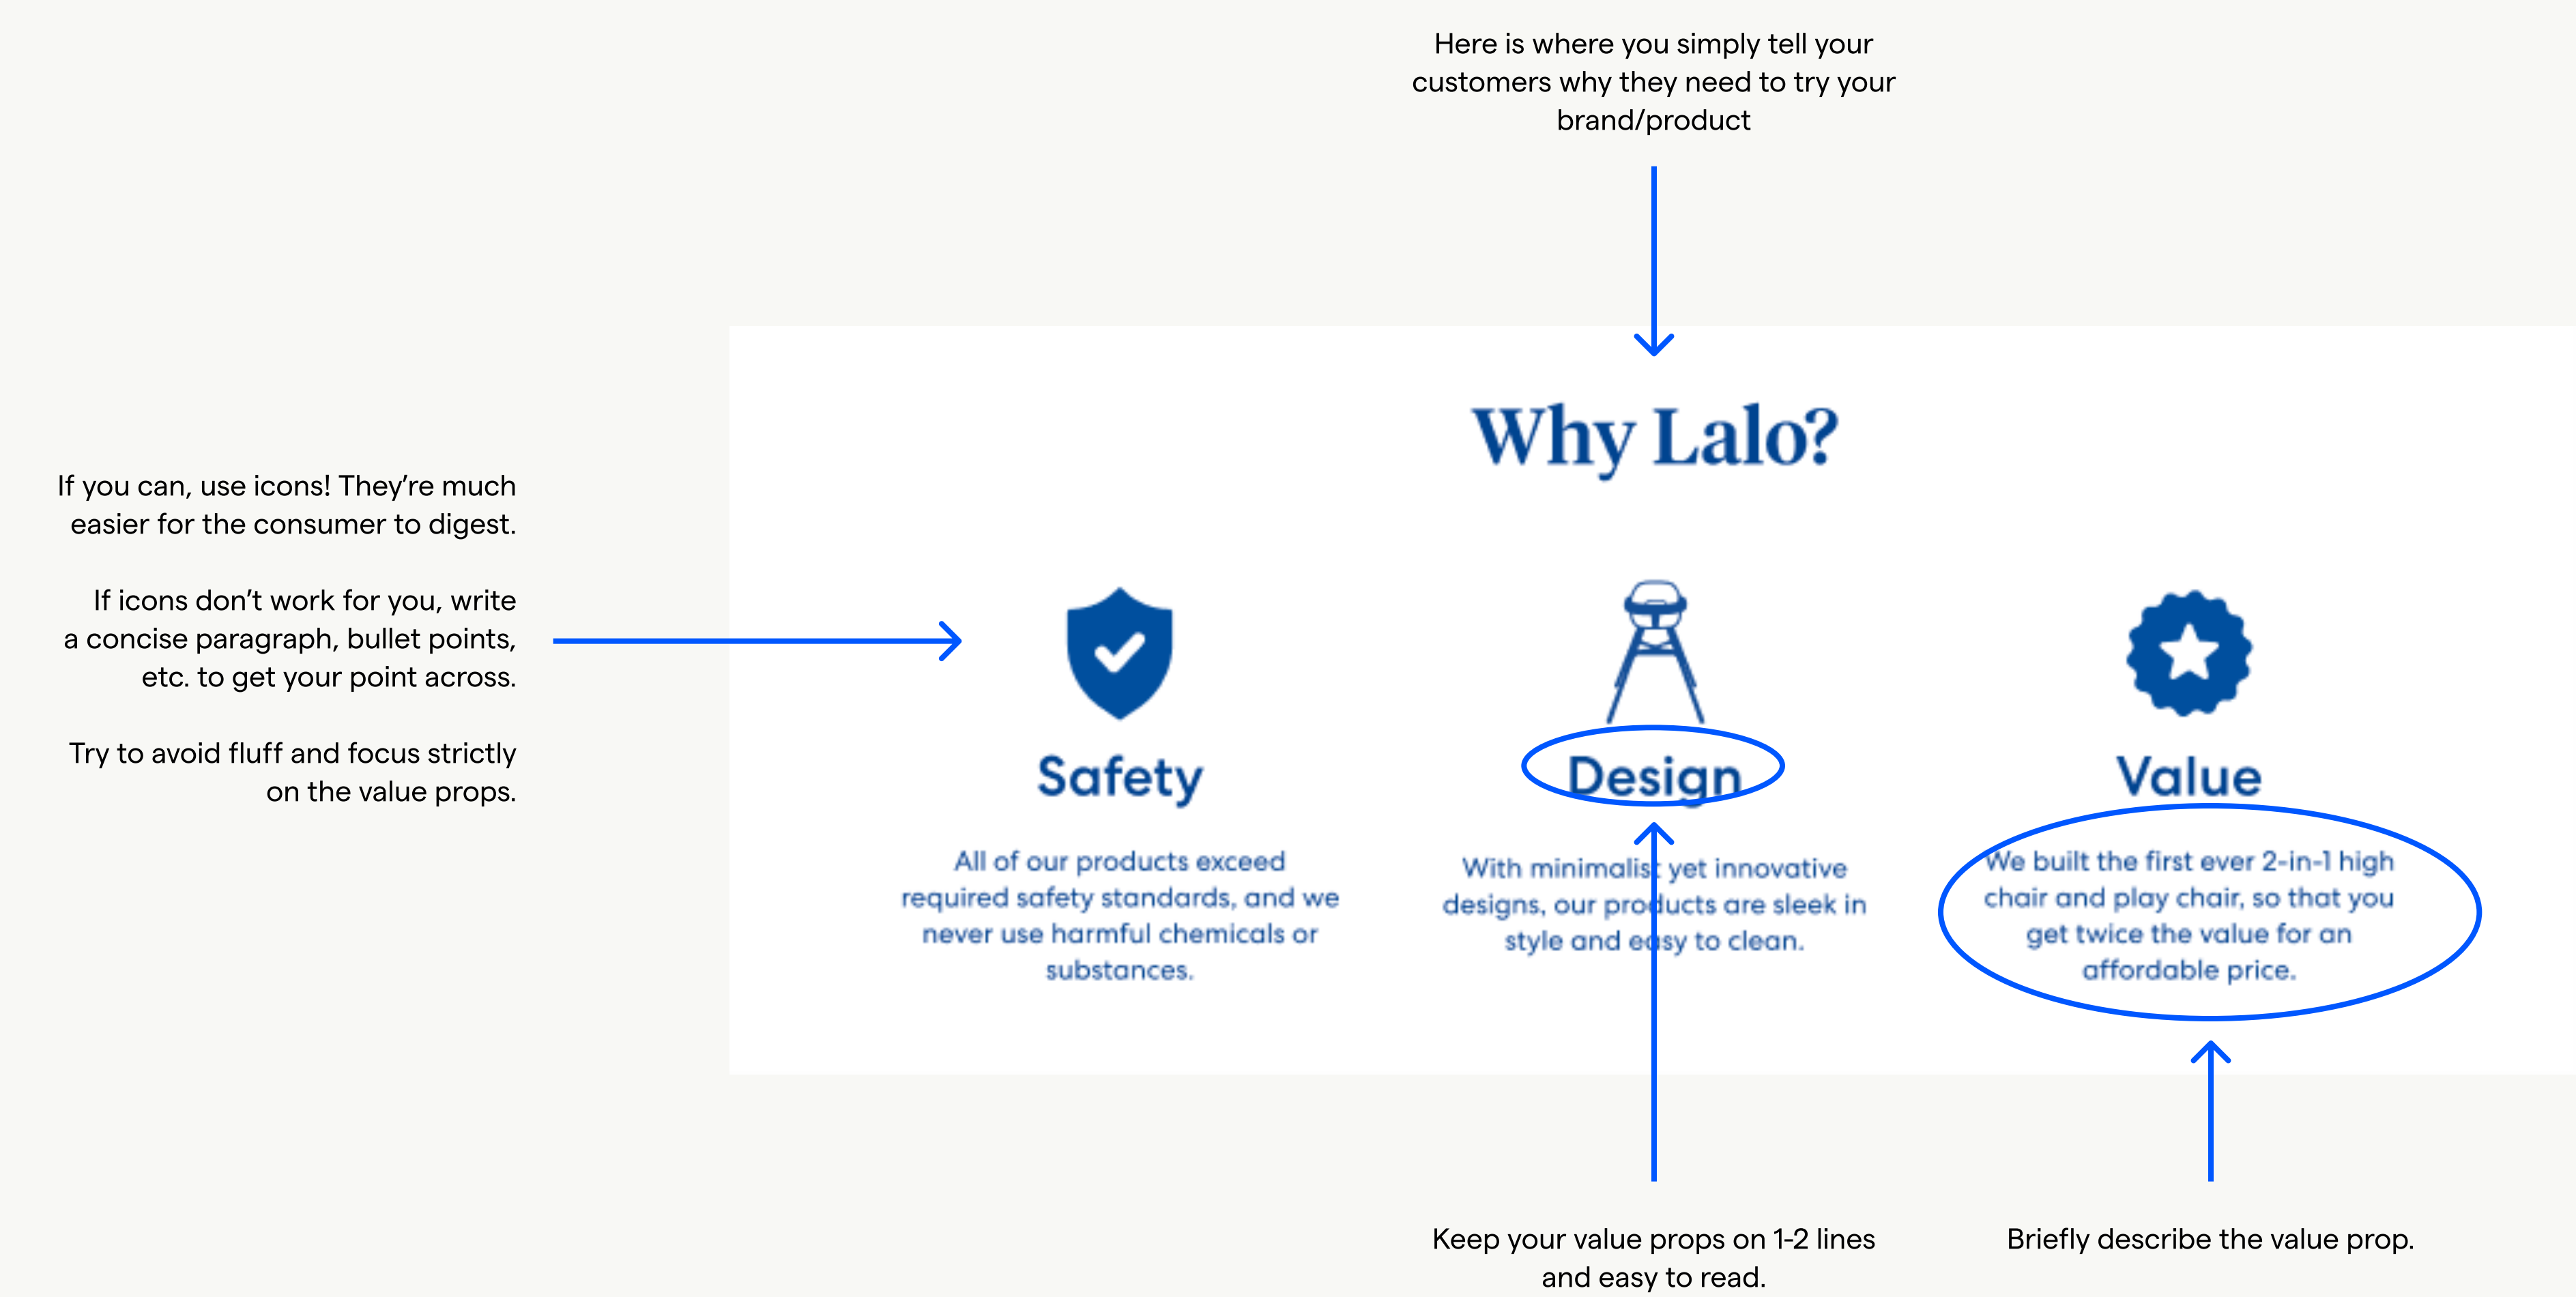 Here is where you simply tell your
customers why they need to try your
brand/product
If you can, use icons! They’re much
easier for the consumer to digest.
If icons don’t work for you, write
a concise paragraph, bullet points,
etc. to get your point across.
Try to avoid fluff and focus strictly
on the value props.
Why Lalo?
Safety
All of our products exceed
required safety standards, and we
never use harmful chemicals or
substances.
Design
With minimalist yet innovative
designs, our products are sleek in
style and easy to clean.
Value
We built the first ever 2-in-1 high
chair and play chair, so that you
get twice the value for an
affordable price.
Keep your value props on 1-2 lines
and easy to read.
Briefly describe the value prop.